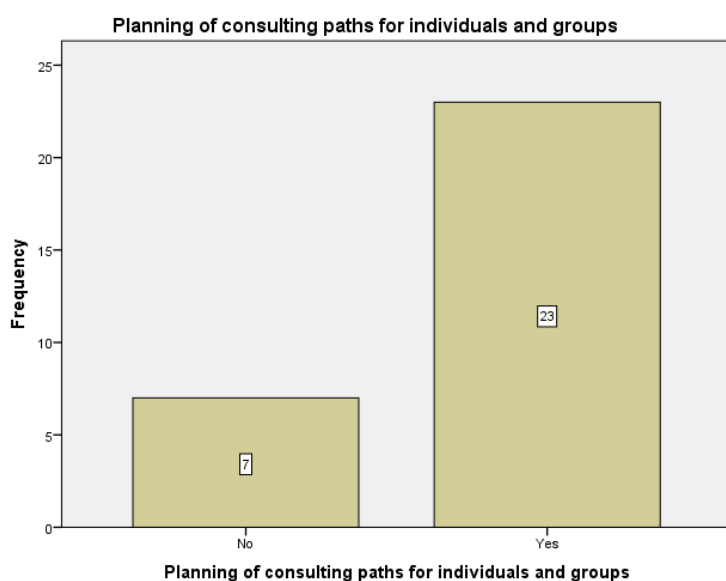 Planning of consulting paths for individuals and groups
25
20
15
10
5
0
Frequency
7
23
No
Yes
Planning of consulting paths for individuals and groups